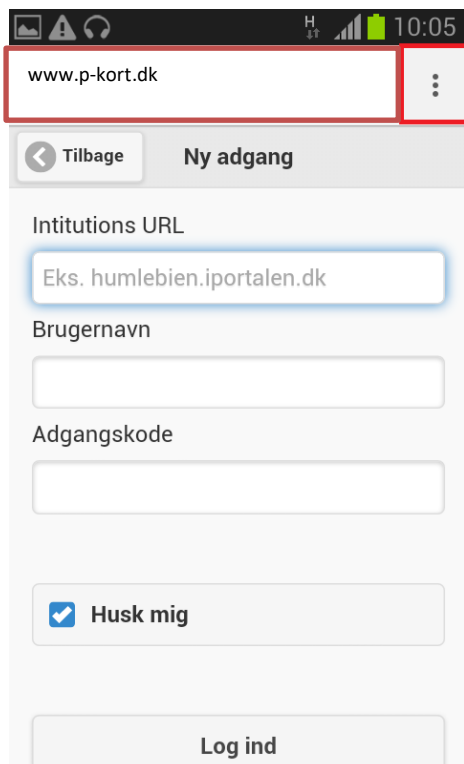 H 10:05
www.p-kort.dk
Tilbage Ny adgang
Intitutions URL
Eks. humlebien.iportalen.dk
Brugernavn
Adgangskode
Husk mig
Log ind